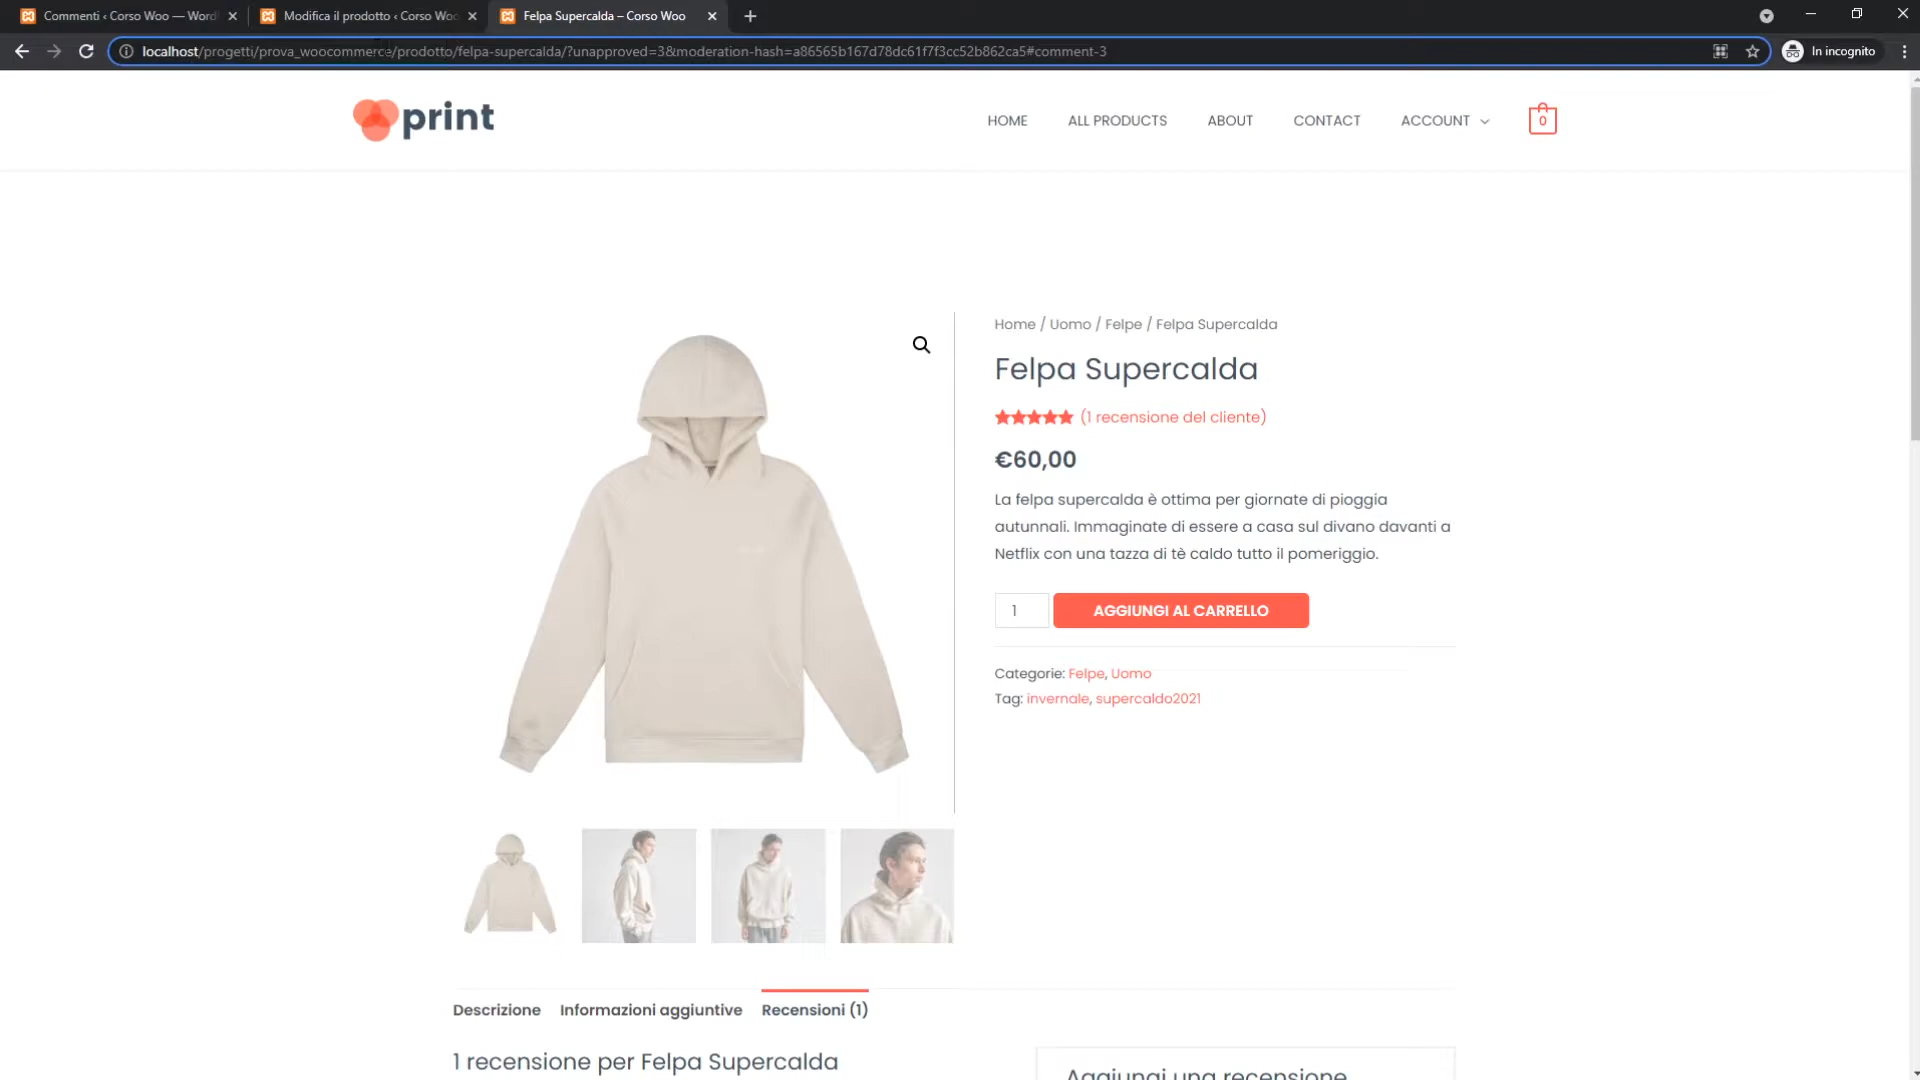 Commenti ‹ Corso Woo — Word
Modifica il prodotto ‹ Corso Woo
Felpa Supercalda – Corso Woo
localhost/progetti/prova_woocommerce/prodotto/felpa-supercalda/?unapproved=3&moderation-hash=a86565b167d78dc61f7f3cc52b862ca5#comment-3
In incognito
print
HOME
ALL PRODUCTS
ABOUT
CONTACT
ACCOUNT
0
Home / Uomo / Felpe / Felpa Supercalda
Felpa Supercalda
(1 recensione del cliente)
€60,00
La felpa supercalda è ottima per giornate di pioggia
autunnali. Immaginate di essere a casa sul divano davanti a
Netflix con una tazza di tè caldo tutto il pomeriggio.
1
AGGIUNGI AL CARRELLO
Categorie: Felpe, Uomo
Tag: invernale, supercaldo2021
Descrizione
Informazioni aggiuntive
Recensioni (1)
1 recensione per Felpa Supercalda
Aggiungi una recensione